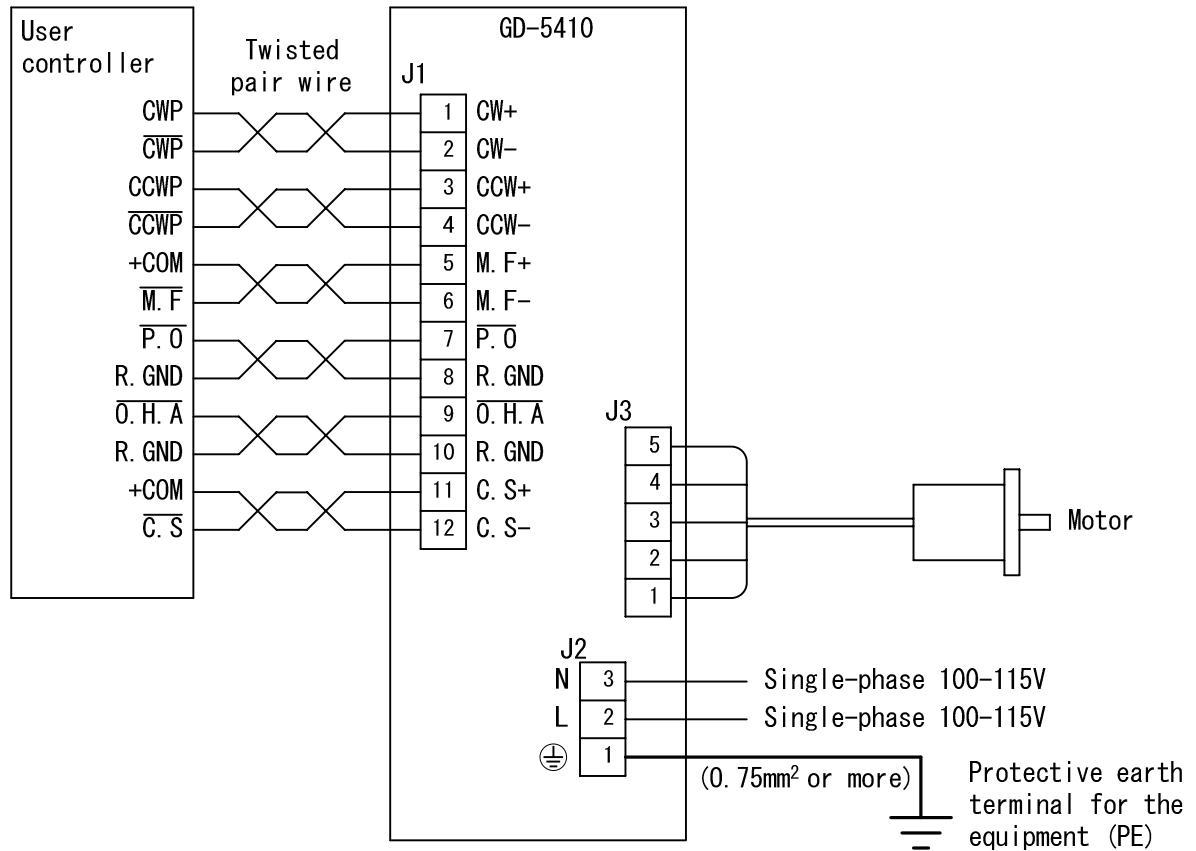 User
controller
Twisted
pair wire
GD-5410
J1
CWP 1 CW+
C̅W̅P̅ 2 CW-
CCWP 3 CCW+
C̅C̅W̅P̅ 4 CCW-
+COM 5 M.F+
M̅.̅F̅ 6 M.F-
P̅.̅O̅ 7 P̅.̅O̅
R.GND 8 R.GND
O̅.̅H̅.̅A̅ 9 O̅.̅H̅.̅A̅
R.GND 10 R.GND
+COM 11 C.S+
C̅.̅S̅ 12 C.S-
J3
5
4
3
2
1
Motor
J2
N 3 Single-phase 100-115V
L 2 Single-phase 100-115V
1
(0.75mm² or more)
Protective earth
terminal for the
equipment (PE)